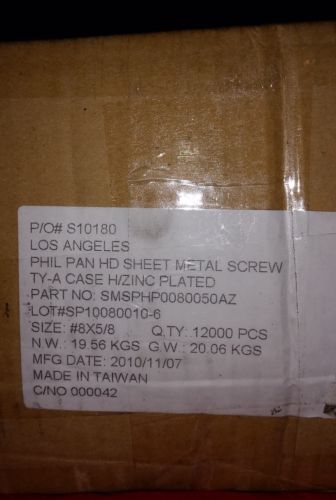 P/O# S10180
LOS ANGELES
PHIL PAN HD SHEET METAL SCREW
TY-A CASE H/ZINC PLATED
PART NO: SMSPHP0080050AZ
LOT#SP10080010-6
SIZE: #8X5/8 Q.TY: 12000 PCS
N.W.: 19.56 KGS G.W.: 20.06 KGS
MFG DATE: 2010/11/07
MADE IN TAIWAN
C/NO 000042